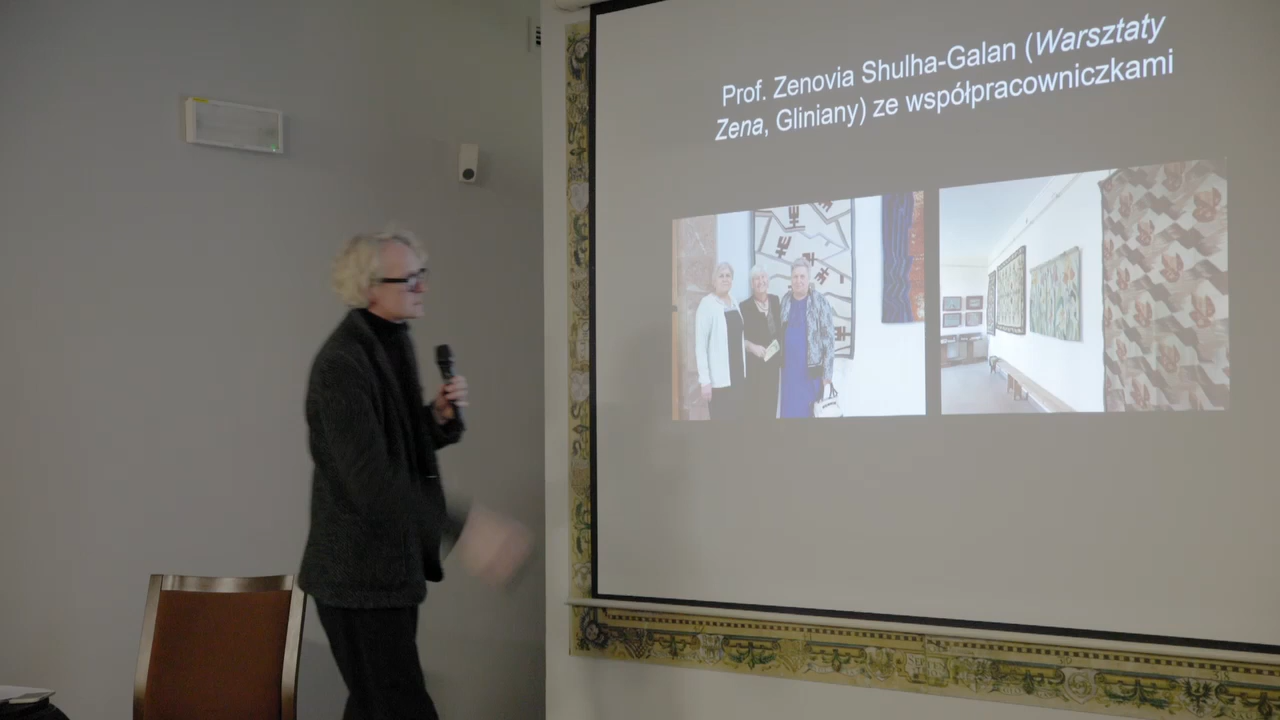 Prof. Zenovia Shulha-Galan (Warsztaty
Zena, Gliniany) ze współpracowniczkami